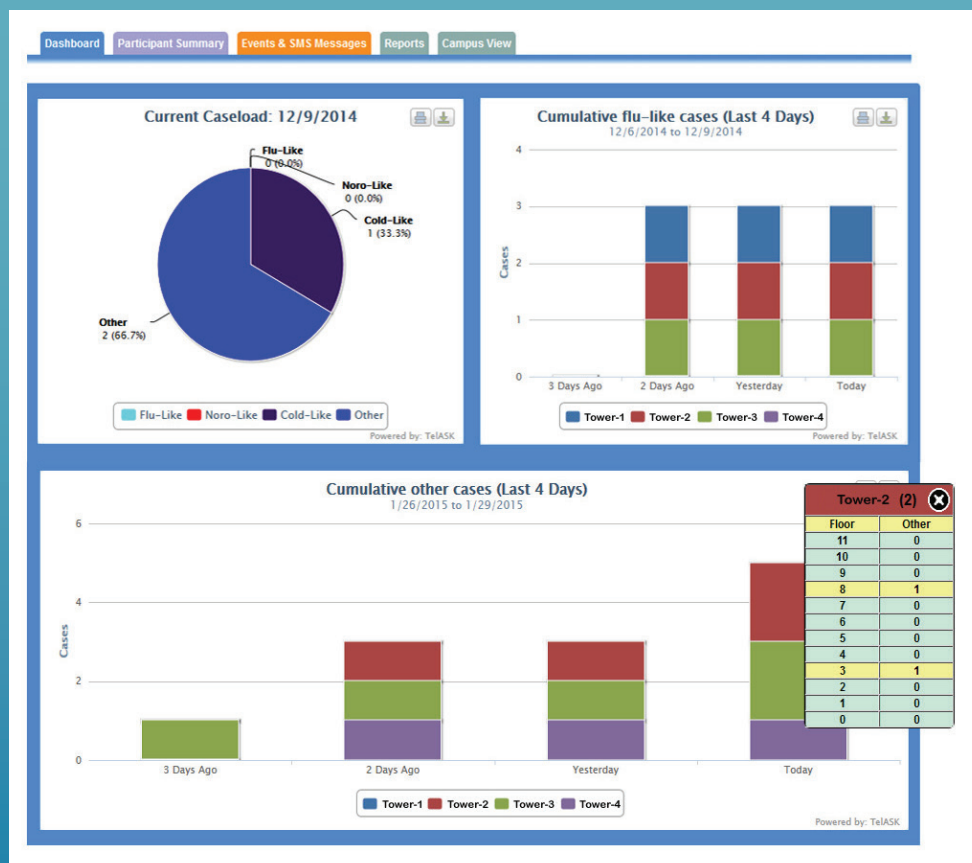 Dashboard Participant Summary Events & SMS Messages Reports Campus View
Current Caseload: 12/9/2014
Flu-Like
0 (0.0%)
Noro-Like
0 (0.0%)
Cold-Like
1 (33.3%)
Other
2 (66.7%)
Flu-Like Noro-Like Cold-Like Other
Powered by: TelASK
Cumulative flu-like cases (Last 4 Days)
12/6/2014 to 12/9/2014
Cases
4
3
2
1
0
3 Days Ago 2 Days Ago Yesterday Today
Tower-1 Tower-2 Tower-3 Tower-4
Powered by: TelASK
Cumulative other cases (Last 4 Days)
1/26/2015 to 1/29/2015
Cases
6
4
2
0
3 Days Ago 2 Days Ago Yesterday Today
Tower-1 Tower-2 Tower-3 Tower-4
Powered by: TelASK
Tower-2 (2)
Floor Other
11 0
10 0
9 0
8 1
7 0
6 0
5 0
4 0
3 1
2 0
1 0
0 0